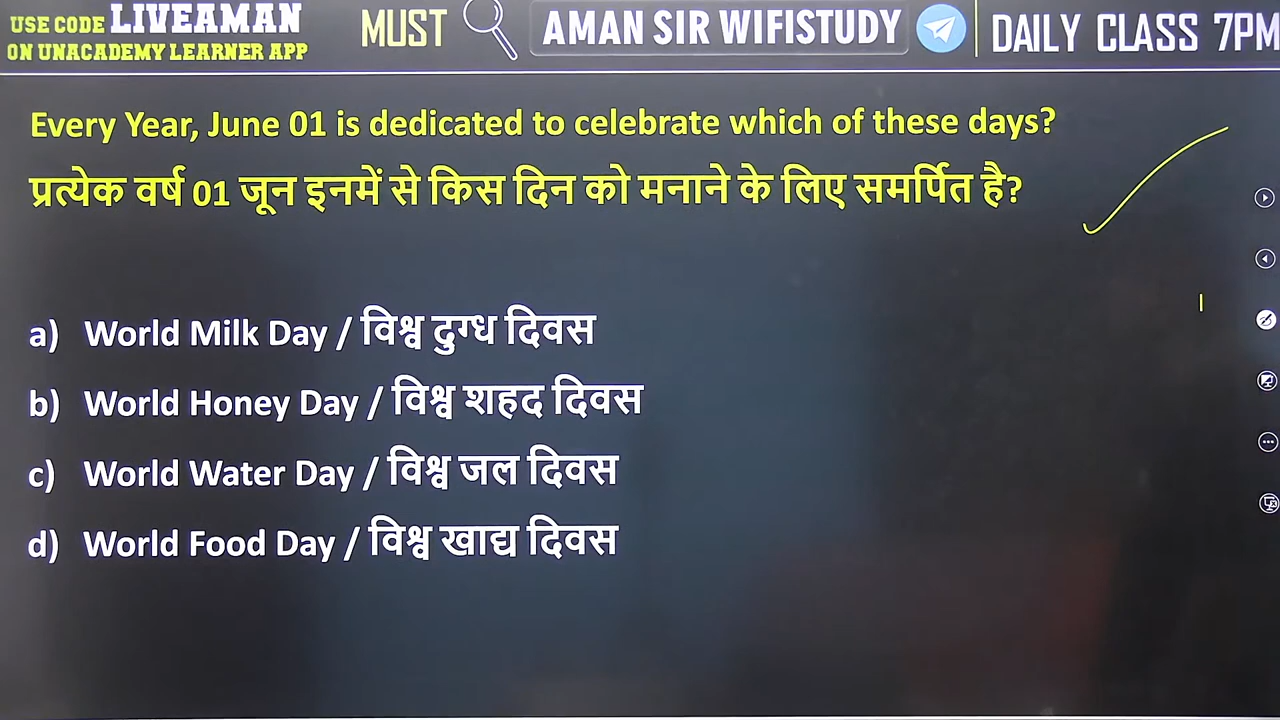 USE CODE LIVEAMAN
ON UNACADEMY LEARNER APP
MUST
AMAN SIR WIFISTUDY
DAILY CLASS 7PM
Every Year, June 01 is dedicated to celebrate which of these days?
प्रत्येक वर्ष 01 जून इनमें से किस दिन को मनाने के लिए समर्पित है?
a) World Milk Day / विश्व दुग्ध दिवस
b) World Honey Day / विश्व शहद दिवस
c) World Water Day / विश्व जल दिवस
d) World Food Day / विश्व खाद्य दिवस